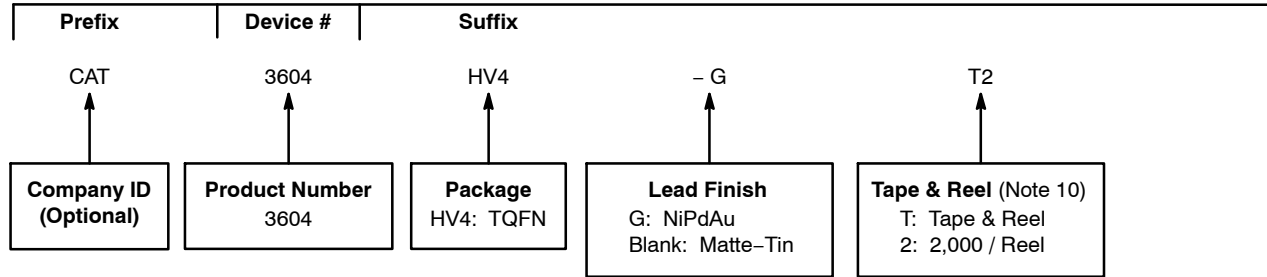 Prefix Device # Suffix
CAT 3604 HV4 – G T2
Company ID
(Optional)
Product Number
3604
Package
HV4: TQFN
Lead Finish
G: NiPdAu
Blank: Matte−Tin
Tape & Reel (Note 10)
T: Tape & Reel
2: 2,000 / Reel